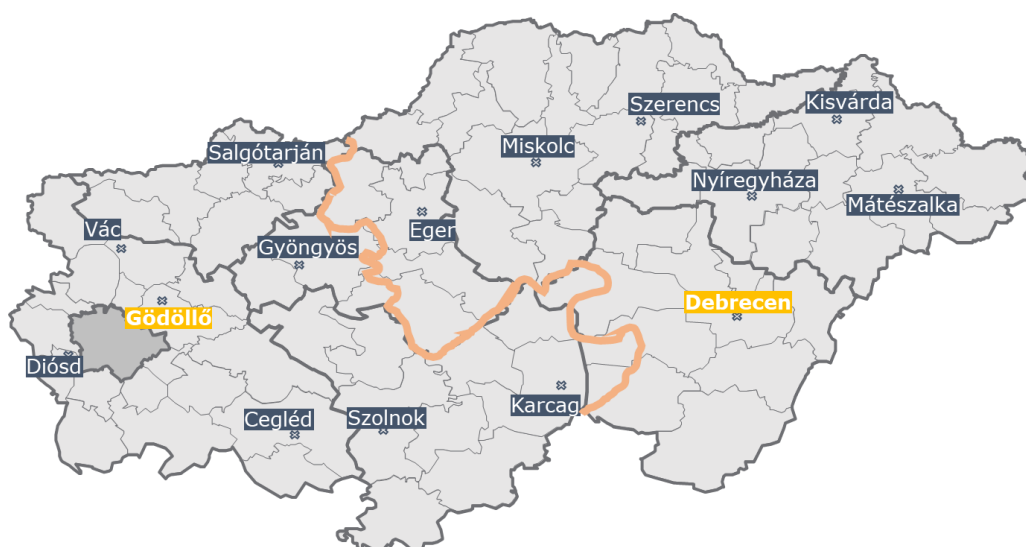 Szerencs
Kisvárda
Salgótarján
Miskolc
Nyíregyháza
Mátészalka
Vác
Gyöngyös
Eger
Gödöllő
Debrecen
Diósd
Karcag
Cegléd
Szolnok